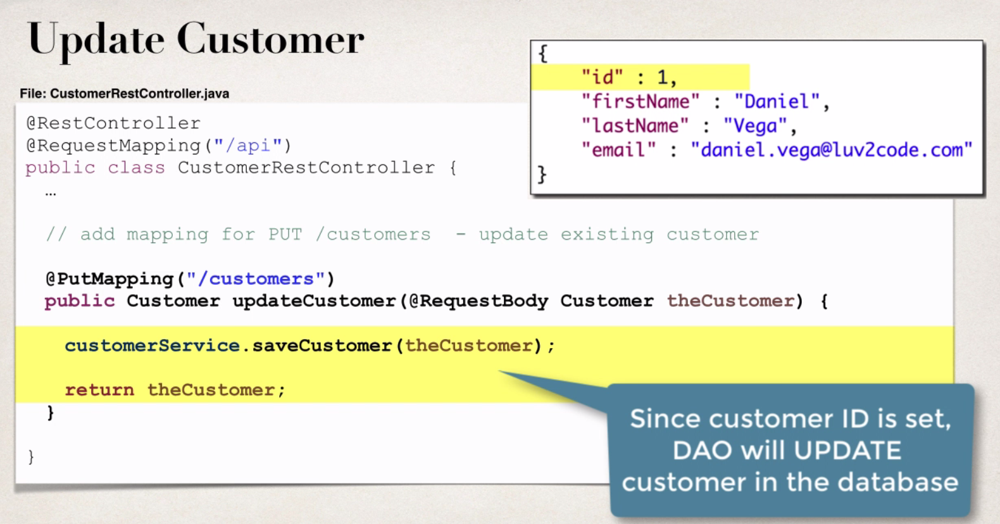 Update Customer
File: CustomerRestController.java
@RestController
@RequestMapping("/api")
public class CustomerRestController {
…
// add mapping for PUT /customers  - update existing customer
@PutMapping("/customers")
public Customer updateCustomer(@RequestBody Customer theCustomer) {
customerService.saveCustomer(theCustomer);
return theCustomer;
}
}
{
"id" : 1,
"firstName" : "Daniel",
"lastName" : "Vega",
"email" : "daniel.vega@luv2code.com"
}
Since customer ID is set,
DAO will UPDATE
customer in the database